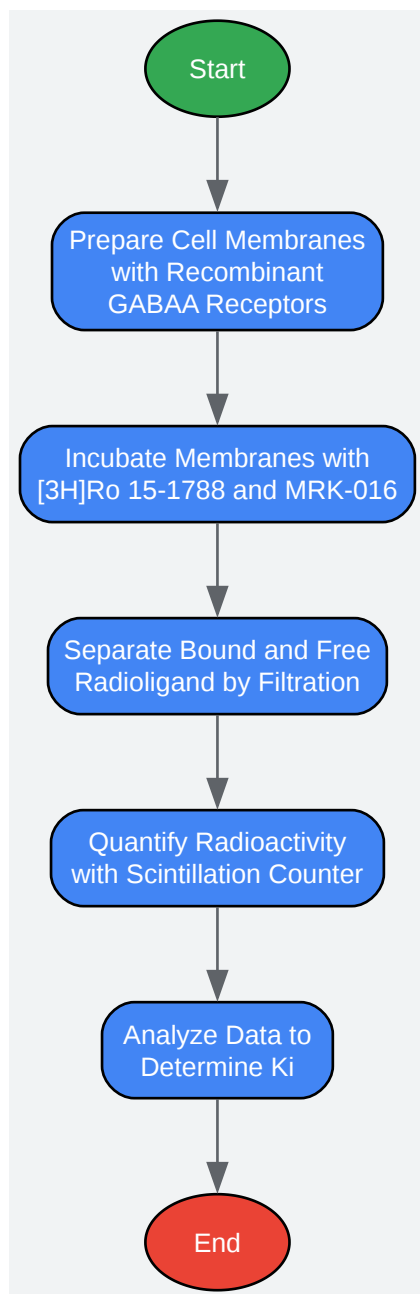 Start
Prepare Cell Membranes
with Recombinant
GABAA Receptors
Incubate Membranes with
[3H]Ro 15-1788 and MRK-016
Separate Bound and Free
Radioligand by Filtration
Quantify Radioactivity
with Scintillation Counter
Analyze Data to
Determine Ki
End